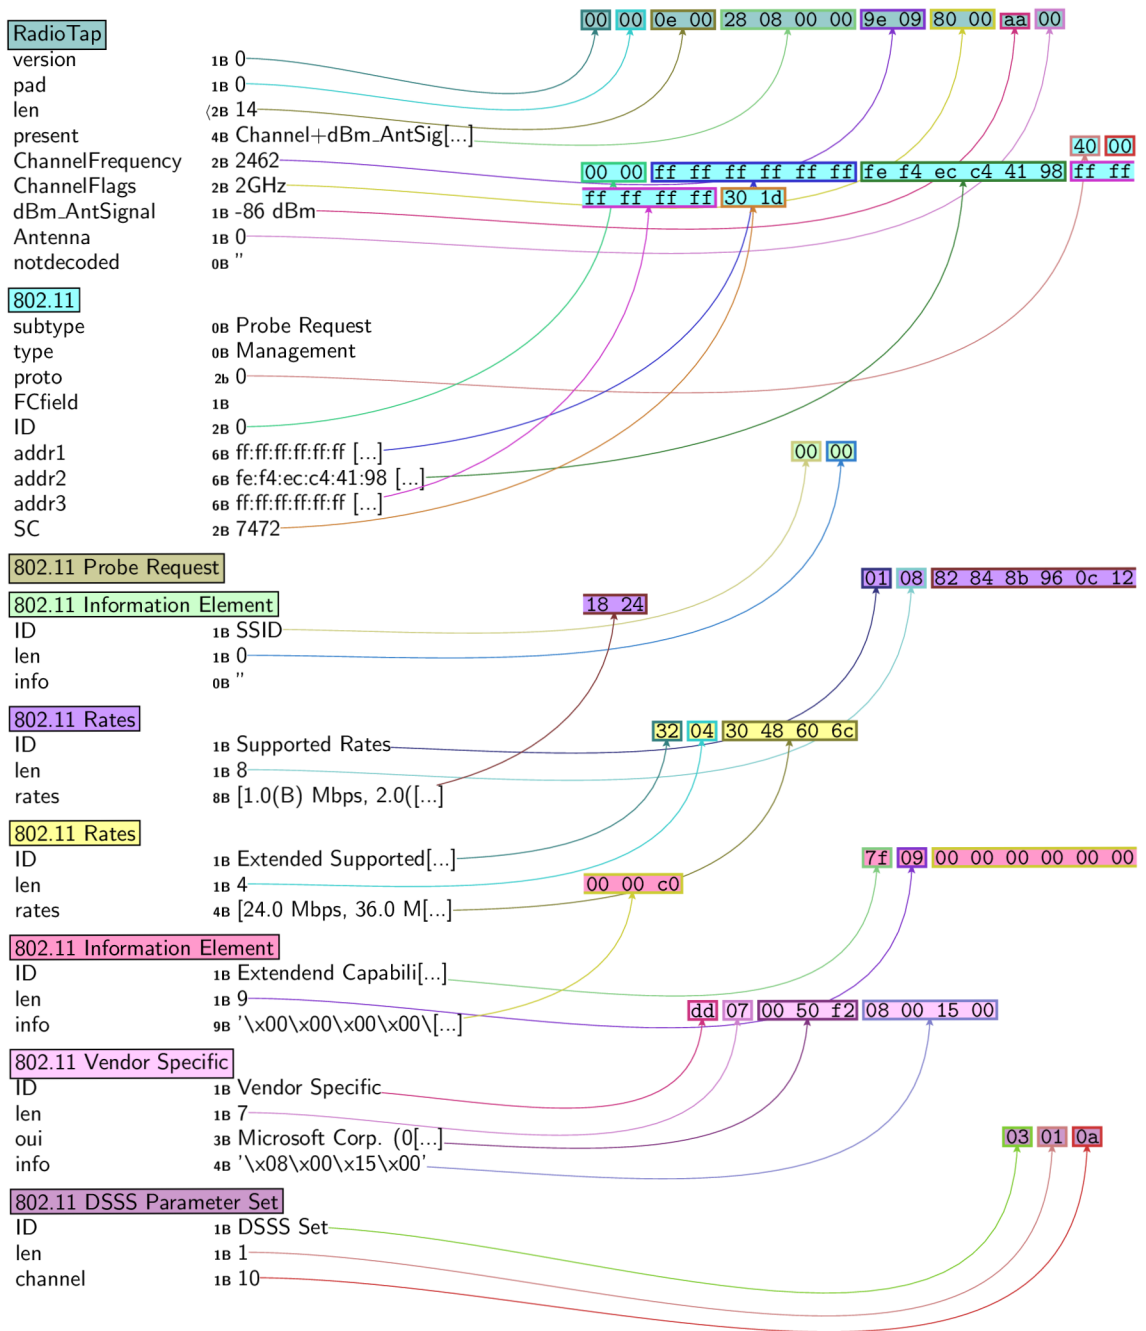 RadioTap
00 00 0e 00 28 08 00 00 9e 09 80 00 aa 00
version 1B 0
pad 1B 0
len ⟨2B 14
present 4B Channel+dBm_AntSig[...]
40 00
ChannelFrequency 2B 2462
00 00 ff ff ff ff ff ff fe f4 ec c4 41 98 ff ff
ChannelFlags 2B 2GHz
ff ff ff ff 30 1d
dBm_AntSignal 1B -86 dBm
Antenna 1B 0
notdecoded 0B ''
802.11
subtype 0B Probe Request
type 0B Management
proto 2b 0
FCfield 1B
ID 2B 0
addr1 6B ff:ff:ff:ff:ff:ff [...]
00 00
addr2 6B fe:f4:ec:c4:41:98 [...]
addr3 6B ff:ff:ff:ff:ff:ff [...]
SC 2B 7472
802.11 Probe Request
01 08 82 84 8b 96 0c 12
802.11 Information Element
18 24
ID 1B SSID
len 1B 0
info 0B ''
802.11 Rates
32 04 30 48 60 6c
ID 1B Supported Rates
len 1B 8
rates 8B [1.0(B) Mbps, 2.0([...]
802.11 Rates
ID 1B Extended Supported[...]
7f 09 00 00 00 00 00 00
len 1B 4
00 00 c0
rates 4B [24.0 Mbps, 36.0 M[...]
802.11 Information Element
ID 1B Extendend Capabili[...]
len 1B 9
dd 07 00 50 f2 08 00 15 00
info 9B '\x00\x00\x00\x00\[...]
802.11 Vendor Specific
ID 1B Vendor Specific
len 1B 7
oui 3B Microsoft Corp. (0[...]
03 01 0a
info 4B '\x08\x00\x15\x00'
802.11 DSSS Parameter Set
ID 1B DSSS Set
len 1B 1
channel 1B 10